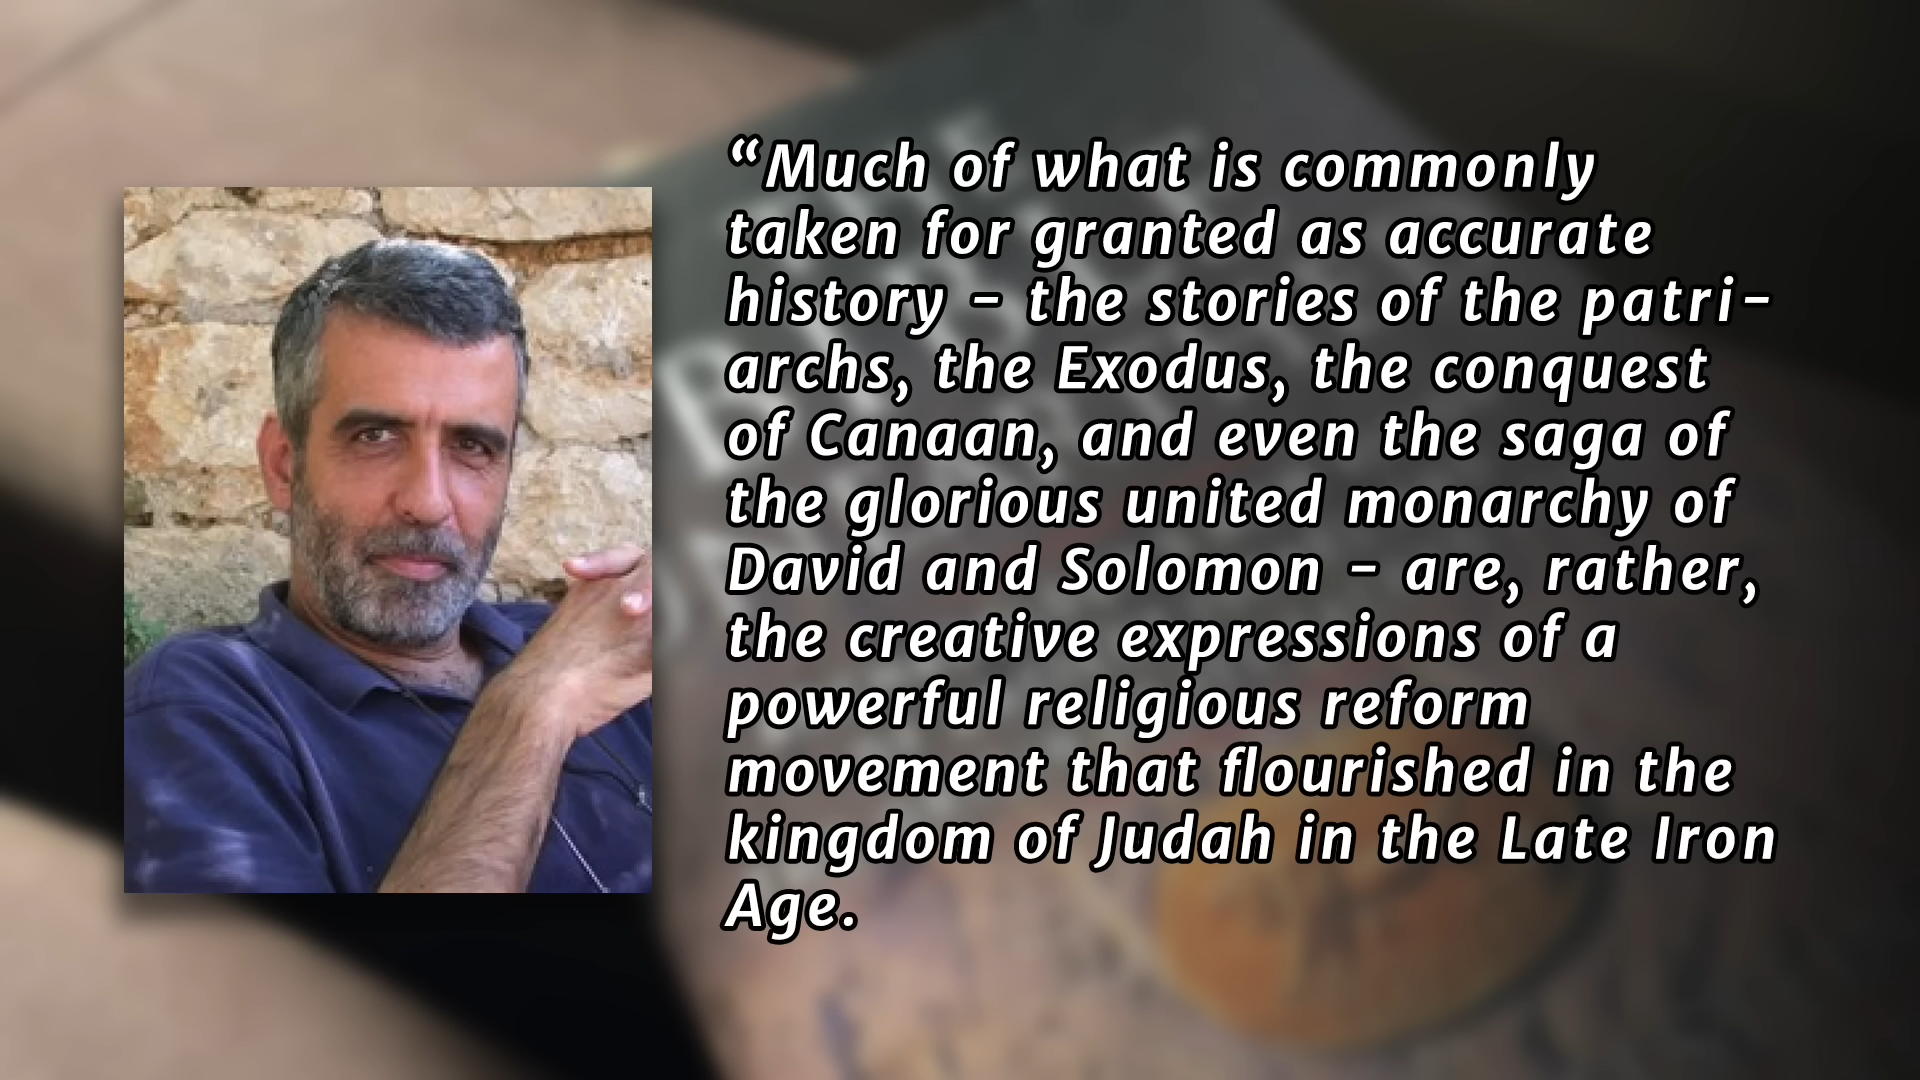 “Much of what is commonly
taken for granted as accurate
history – the stories of the patri-
archs, the Exodus, the conquest
of Canaan, and even the saga of
the glorious united monarchy of
David and Solomon – are, rather,
the creative expressions of a
powerful religious reform
movement that flourished in the
kingdom of Judah in the Late Iron
Age.